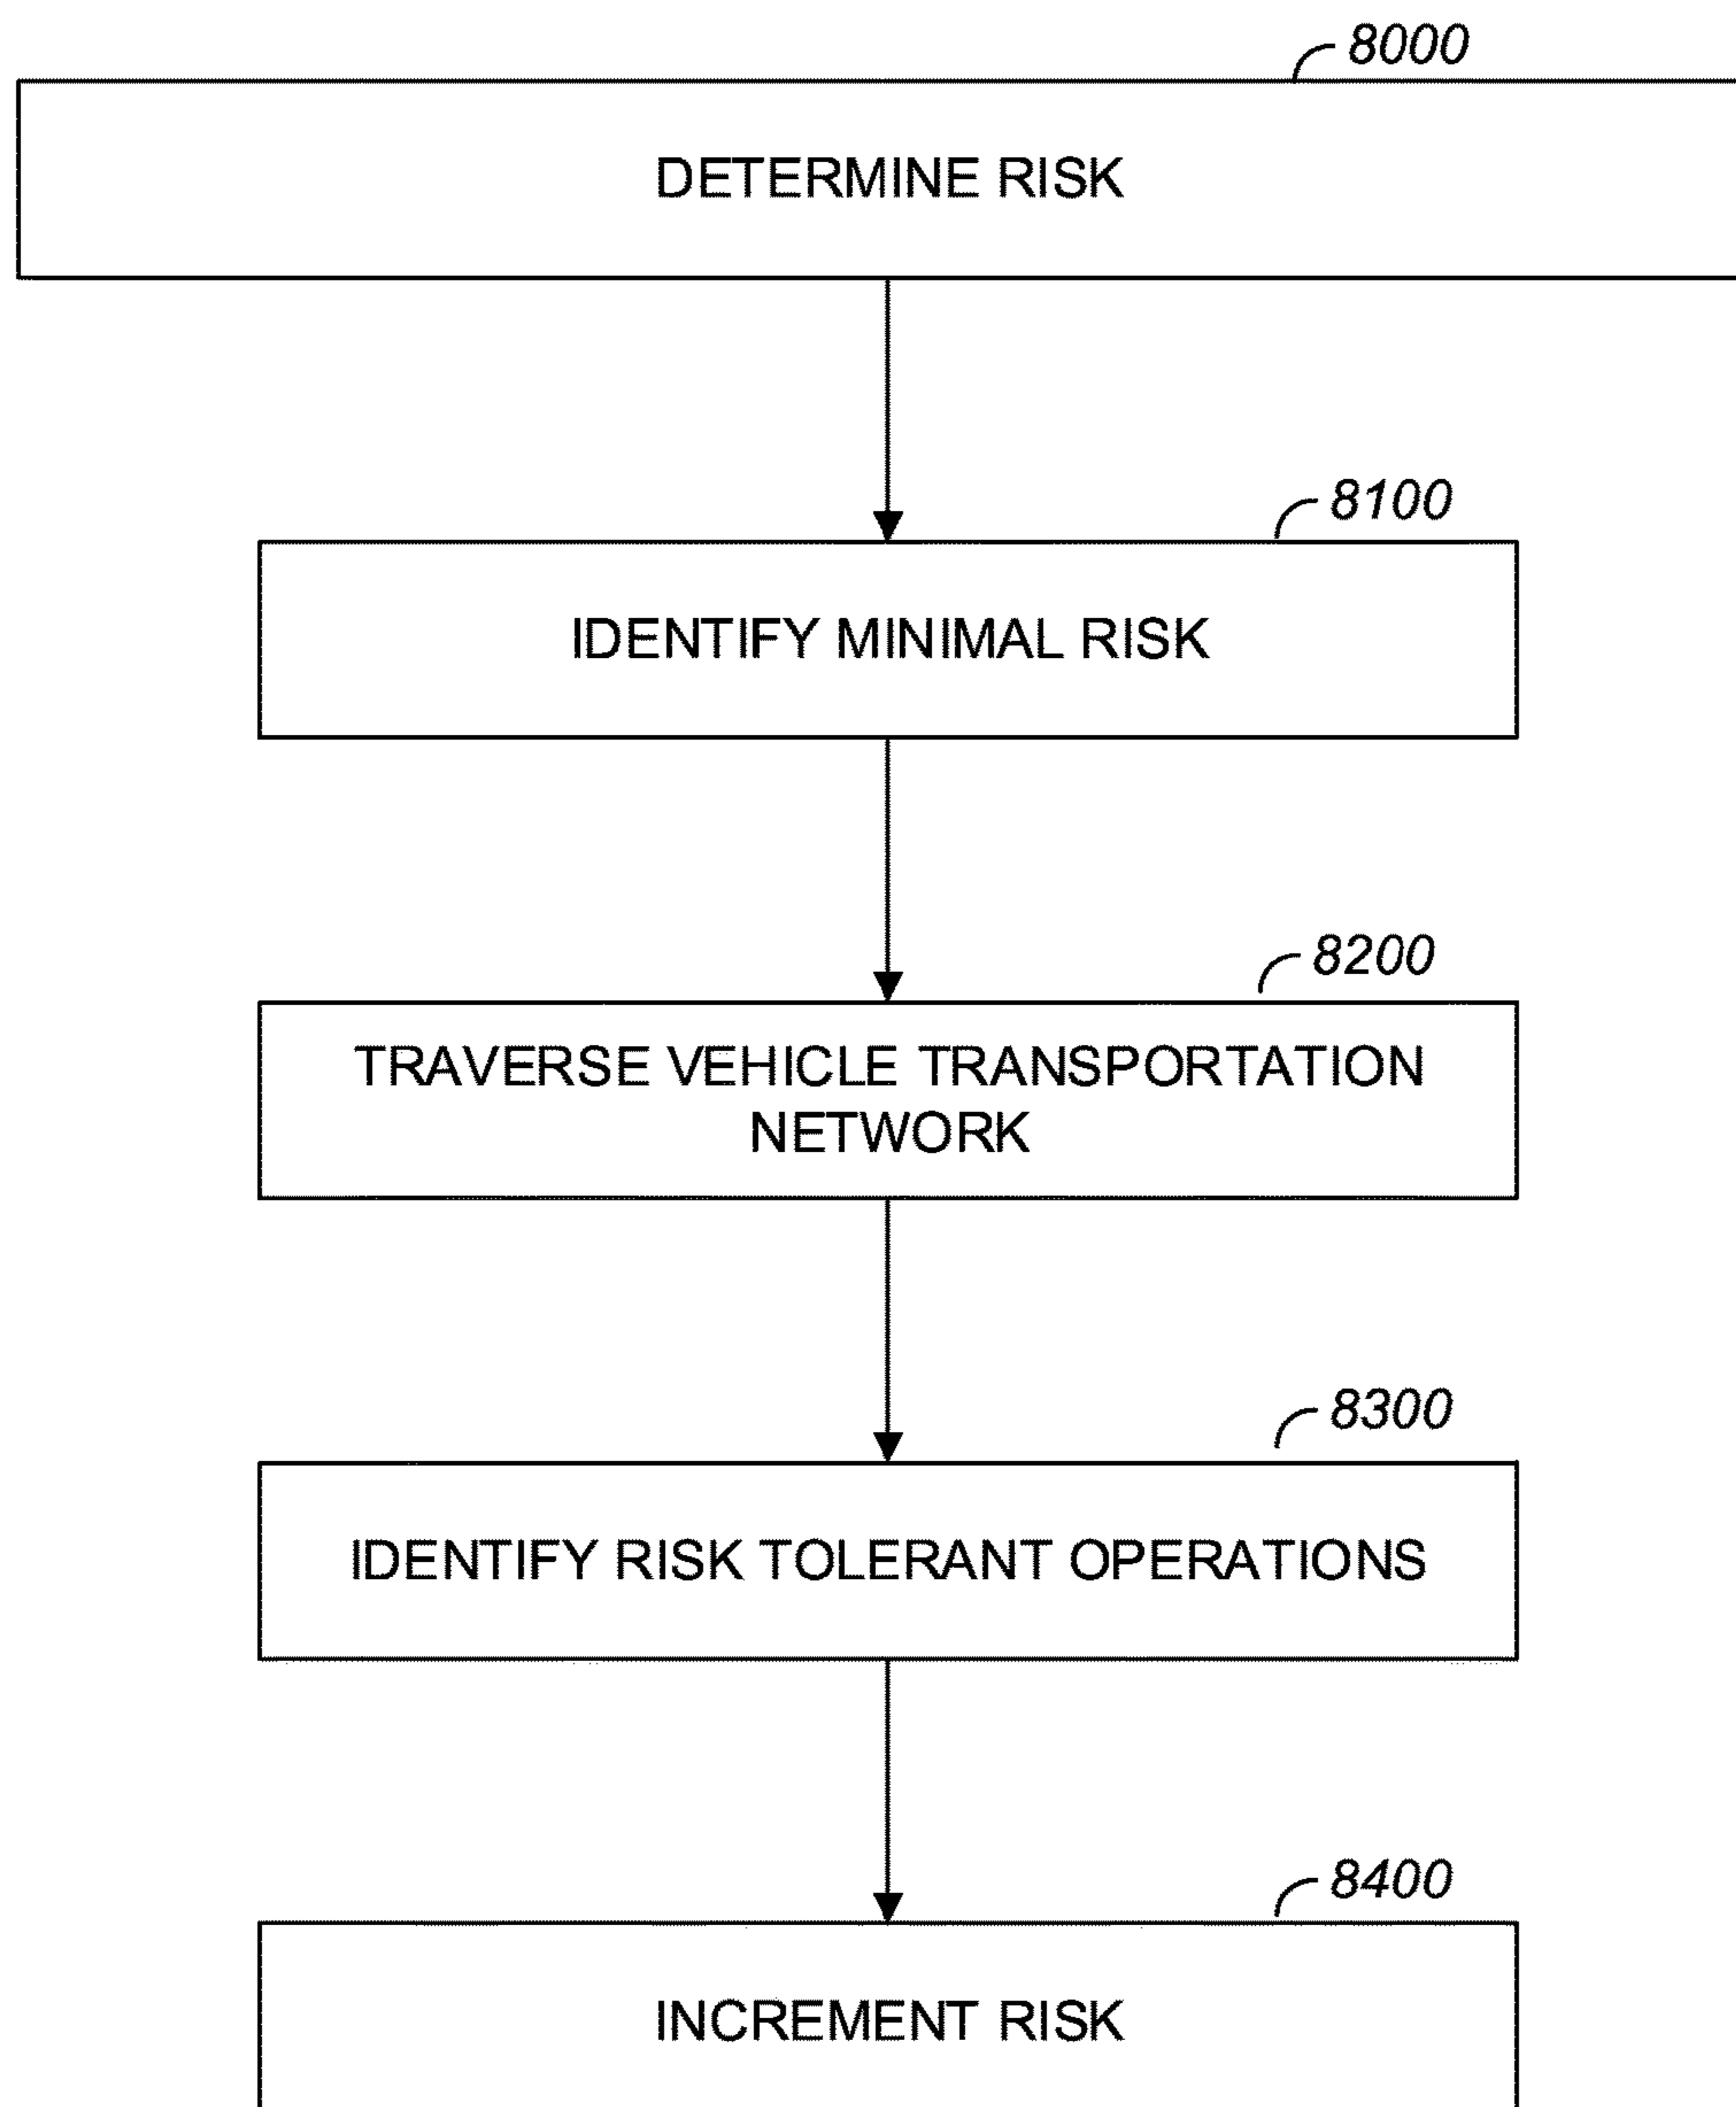 8000
DETERMINE RISK
8100
IDENTIFY MINIMAL RISK
8200
TRAVERSE VEHICLE TRANSPORTATION
NETWORK
8300
IDENTIFY RISK TOLERANT OPERATIONS
8400
INCREMENT RISK